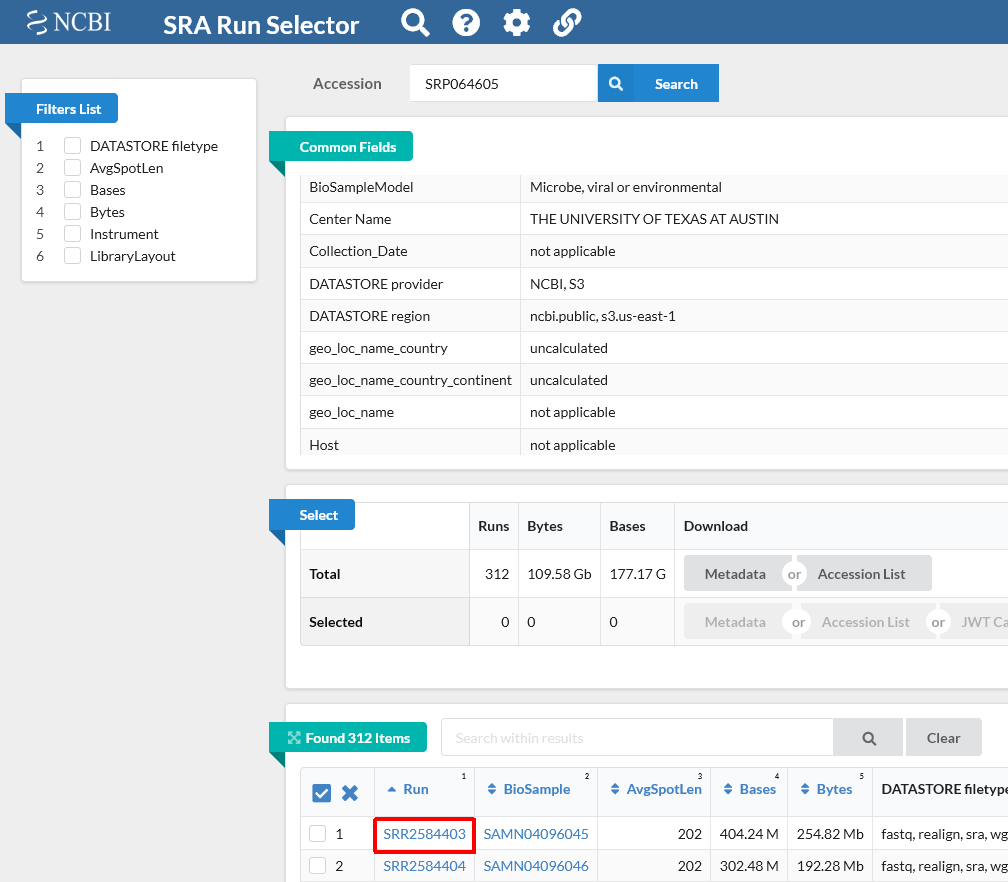 NCBI SRA Run Selector
Accession SRP064605 Search
Filters List
1 DATASTORE filetype
2 AvgSpotLen
3 Bases
4 Bytes
5 Instrument
6 LibraryLayout
Common Fields
BioSampleModel Microbe, viral or environmental
Center Name THE UNIVERSITY OF TEXAS AT AUSTIN
Collection_Date not applicable
DATASTORE provider NCBI, S3
DATASTORE region ncbi.public, s3.us-east-1
geo_loc_name_country uncalculated
geo_loc_name_country_continent uncalculated
geo_loc_name not applicable
Host not applicable
Select
Runs Bytes Bases Download
Total 312 109.58 Gb 177.17 G Metadata or Accession List
Selected 0 0 0 Metadata or Accession List or JWT Ca
Found 312 Items Search within results Clear
Run 1 BioSample 2 AvgSpotLen 3 Bases 4 Bytes 5 DATASTORE filetype
1 SRR2584403 SAMN04096045 202 404.24 M 254.82 Mb fastq, realign, sra, wg
2 SRR2584404 SAMN04096046 202 302.48 M 192.28 Mb fastq, realign, sra, wg